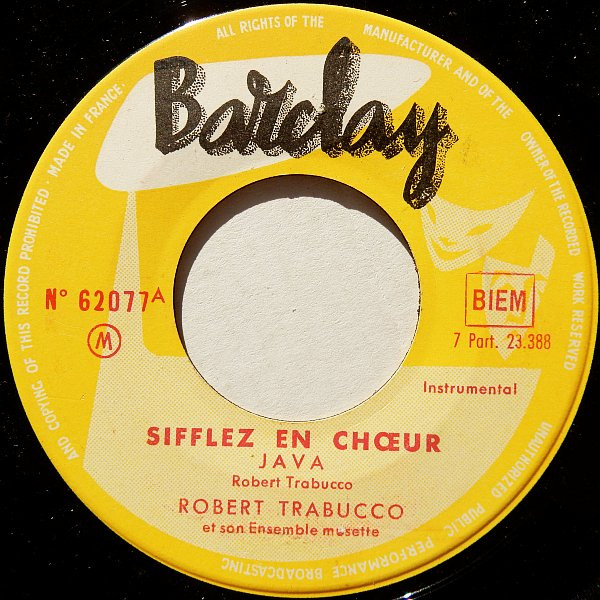 ALL RIGHTS OF THE MANUFACTURER AND OF THE OWNER OF THE RECORDED WORK RESERVED
UNAUTHORIZED PUBLIC PERFORMANCE BROADCASTING AND COPYING OF THIS RECORD PROHIBITED · MADE IN FRANCE·
Barclay
N° 62077A
M
BIEM
7 Part. 23.388
Instrumental
SIFFLEZ EN CHŒUR
JAVA
Robert Trabucco
ROBERT TRABUCCO
et son Ensemble musette